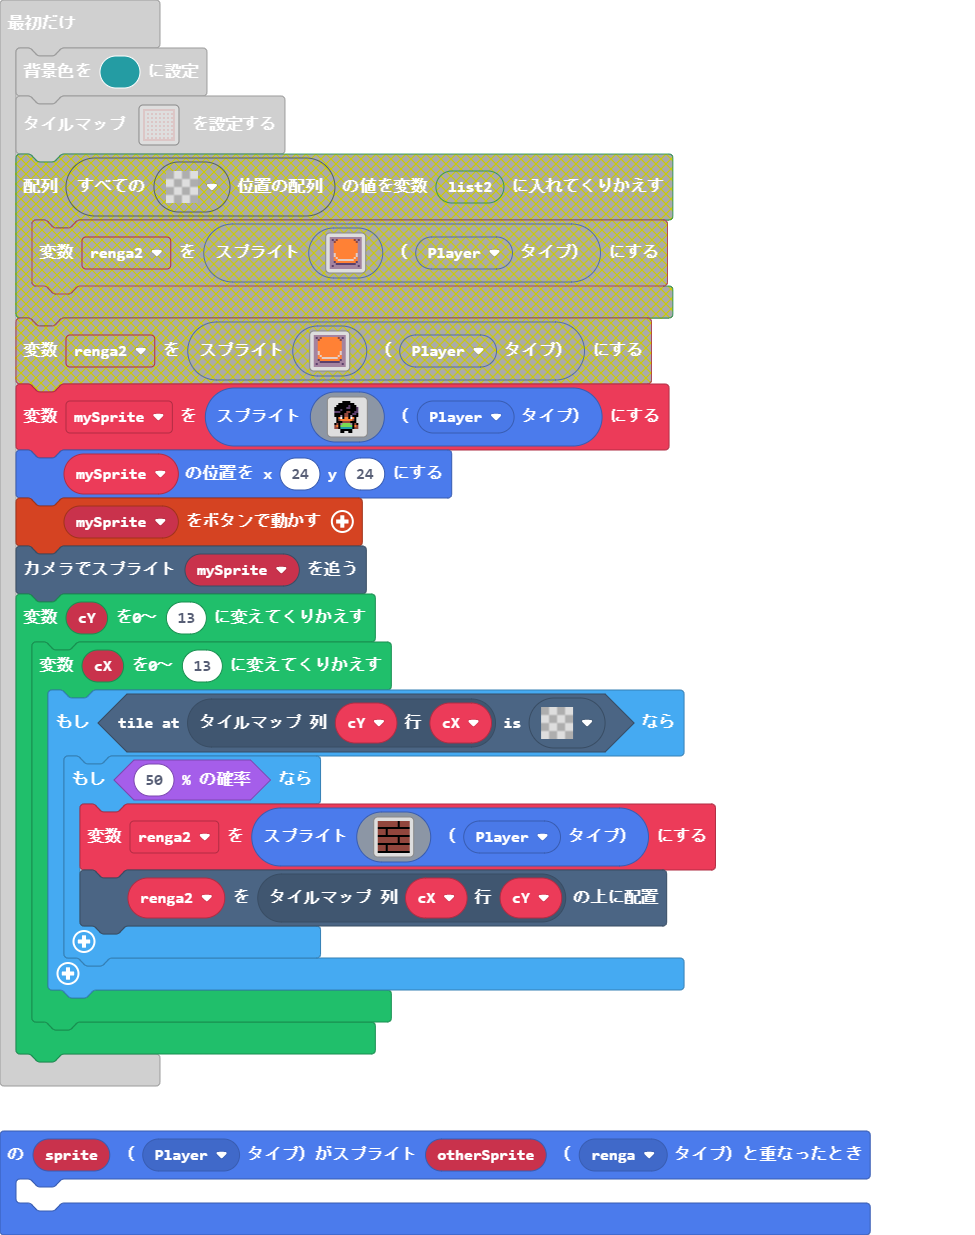 最初だけ
背景色を に設定
タイルマップ を設定する
配列 すべての 位置の配列 の値を変数 list2 に入れてくりかえす
変数 renga2 を スプライト ( Player タイプ) にする
変数 renga2 を スプライト ( Player タイプ) にする
変数 mySprite を スプライト ( Player タイプ) にする
mySprite の位置を x 24 y 24 にする
mySprite をボタンで動かす
カメラでスプライト mySprite を追う
変数 cY を0~ 13 に変えてくりかえす
変数 cX を0~ 13 に変えてくりかえす
もし tile at タイルマップ 列 cY 行 cX is なら
もし 50 % の確率 なら
変数 renga2 を スプライト ( Player タイプ) にする
renga2 を タイルマップ 列 cX 行 cY の上に配置
の sprite ( Player タイプ) がスプライト otherSprite ( renga タイプ) と重なったとき